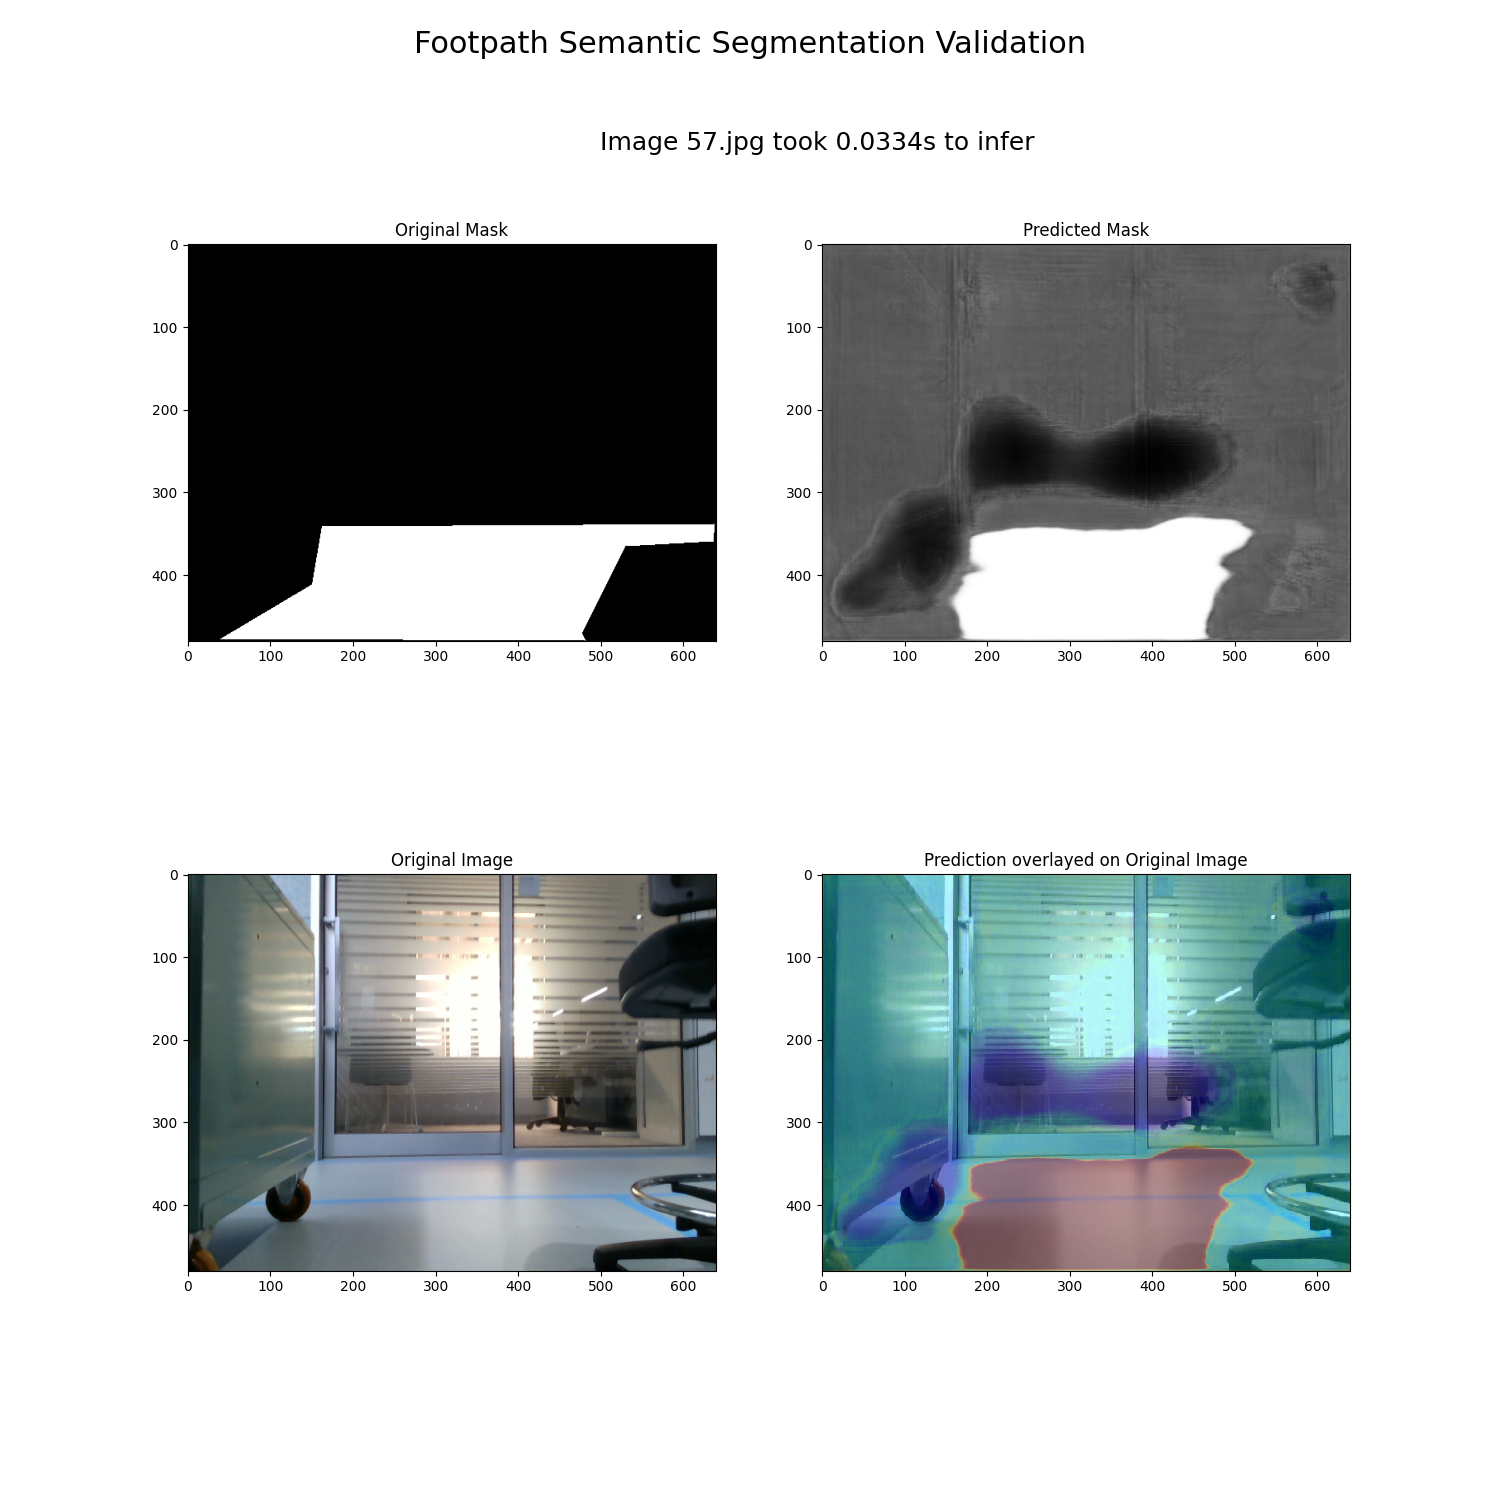 Footpath Semantic Segmentation Validation
Image 57.jpg took 0.0334s to infer
Original Mask
0
100
200
300
400
0 100 200 300 400 500 600
Predicted Mask
0
100
200
300
400
0 100 200 300 400 500 600
Original Image
0
100
200
300
400
0 100 200 300 400 500 600
Prediction overlayed on Original Image
0
100
200
300
400
0 100 200 300 400 500 600